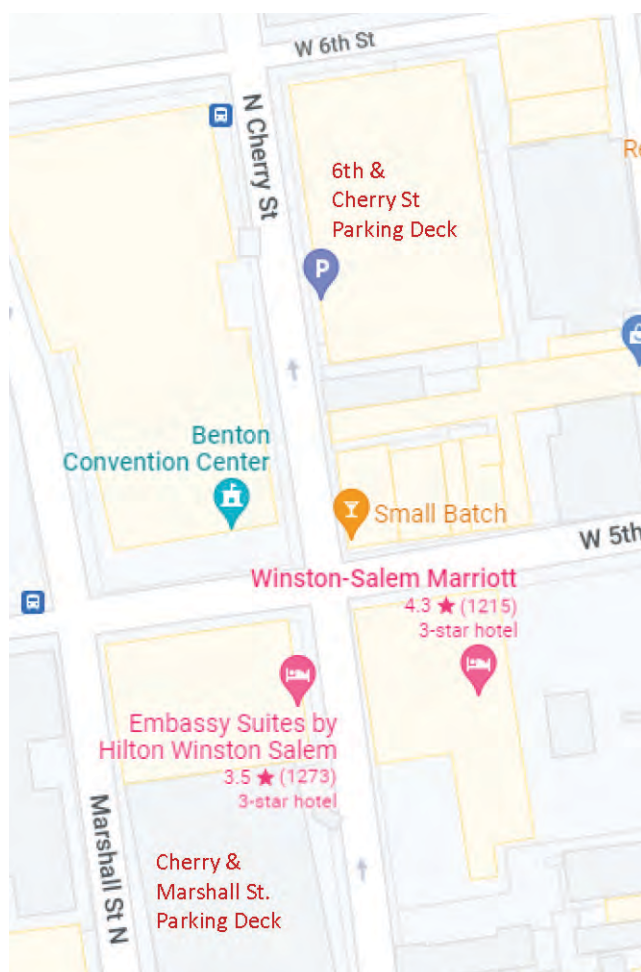 W 6th St
N Cherry St
6th &
Cherry St
Parking Deck
P
Benton
Convention Center
Small Batch
W 5th
Winston-Salem Marriott
4.3 ★ (1215)
3-star hotel
Embassy Suites by
Hilton Winston Salem
3.5 ★ (1273)
3-star hotel
Marshall St N
Cherry &
Marshall St.
Parking Deck